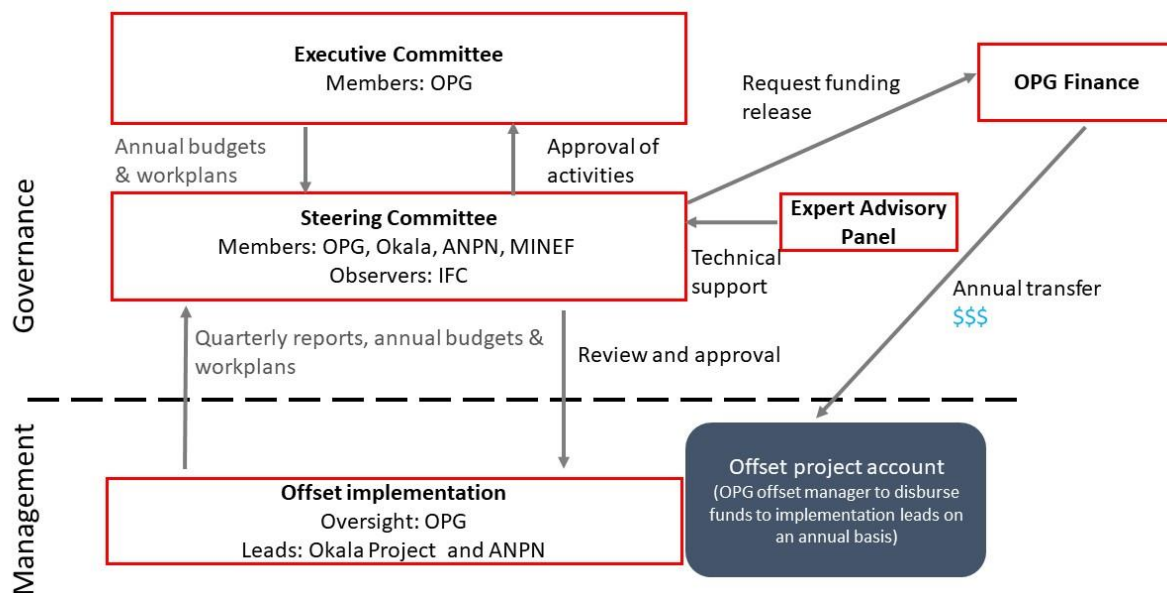 Executive Committee
Members: OPG
OPG Finance
Request funding
release
Annual budgets
& workplans
Approval of
activities
Governance
Steering Committee
Members: OPG, Okala, ANPN, MINEF
Observers: IFC
Expert Advisory
Panel
Technical
support
Annual transfer
$$$
Quarterly reports, annual budgets &
workplans
Review and approval
Management
Offset implementation
Oversight: OPG
Leads: Okala Project and ANPN
Offset project account
(OPG offset manager to disburse
funds to implementation leads on
an annual basis)